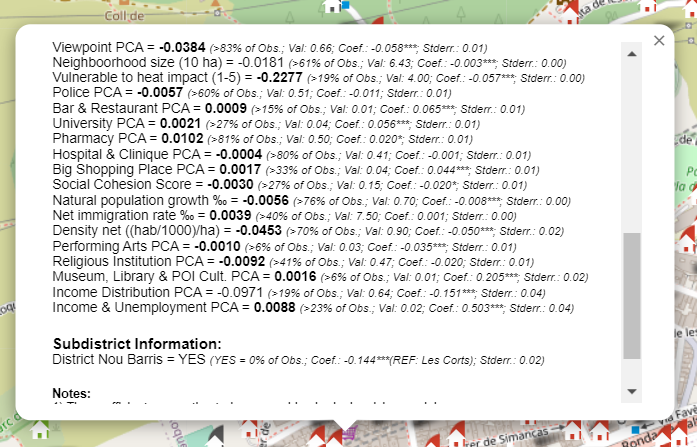 Coll de
Viewpoint PCA = -0.0384 (>83% of Obs.; Val: 0.66; Coef.: -0.058***; Stderr.: 0.01)
Neighboorhood size (10 ha) = -0.0181 (>61% of Obs.; Val: 6.43; Coef.: -0.003***; Stderr.: 0.00)
Vulnerable to heat impact (1-5) = -0.2277 (>19% of Obs.; Val: 4.00; Coef.: -0.057***; Stderr.: 0.00)
Police PCA = -0.0057 (>60% of Obs.; Val: 0.51; Coef.: -0.011; Stderr.: 0.01)
Bar & Restaurant PCA = 0.0009 (>15% of Obs.; Val: 0.01; Coef.: 0.065***; Stderr.: 0.01)
University PCA = 0.0021 (>27% of Obs.; Val: 0.04; Coef.: 0.056***; Stderr.: 0.01)
Pharmacy PCA = 0.0102 (>81% of Obs.; Val: 0.50; Coef.: 0.020*; Stderr.: 0.01)
Hospital & Clinique PCA = -0.0004 (>80% of Obs.; Val: 0.41; Coef.: -0.001; Stderr.: 0.01)
Big Shopping Place PCA = 0.0017 (>33% of Obs.; Val: 0.04; Coef.: 0.044***; Stderr.: 0.01)
Social Cohesion Score = -0.0030 (>27% of Obs.; Val: 0.15; Coef.: -0.020*; Stderr.: 0.01)
Natural population growth ‰ = -0.0056 (>76% of Obs.; Val: 0.70; Coef.: -0.008***; Stderr.: 0.00)
Net immigration rate ‰ = 0.0039 (>40% of Obs.; Val: 7.50; Coef.: 0.001; Stderr.: 0.00)
Density net ((hab/1000)/ha) = -0.0453 (>70% of Obs.; Val: 0.90; Coef.: -0.050***; Stderr.: 0.02)
Performing Arts PCA = -0.0010 (>6% of Obs.; Val: 0.03; Coef.: -0.035***; Stderr.: 0.01)
Religious Institution PCA = -0.0092 (>41% of Obs.; Val: 0.47; Coef.: -0.020; Stderr.: 0.01)
Museum, Library & POI Cult. PCA = 0.0016 (>6% of Obs.; Val: 0.01; Coef.: 0.205***; Stderr.: 0.02)
Income Distribution PCA = -0.0971 (>19% of Obs.; Val: 0.64; Coef.: -0.151***; Stderr.: 0.04)
Income & Unemployment PCA = 0.0088 (>23% of Obs.; Val: 0.02; Coef.: 0.503***; Stderr.: 0.04)
Subdistrict Information:
District Nou Barris = YES (YES = 0% of Obs.; Coef.: -0.144***(REF: Les Corts); Stderr.: 0.02)
Notes:
er de Simancas
Via Fave
Ronda